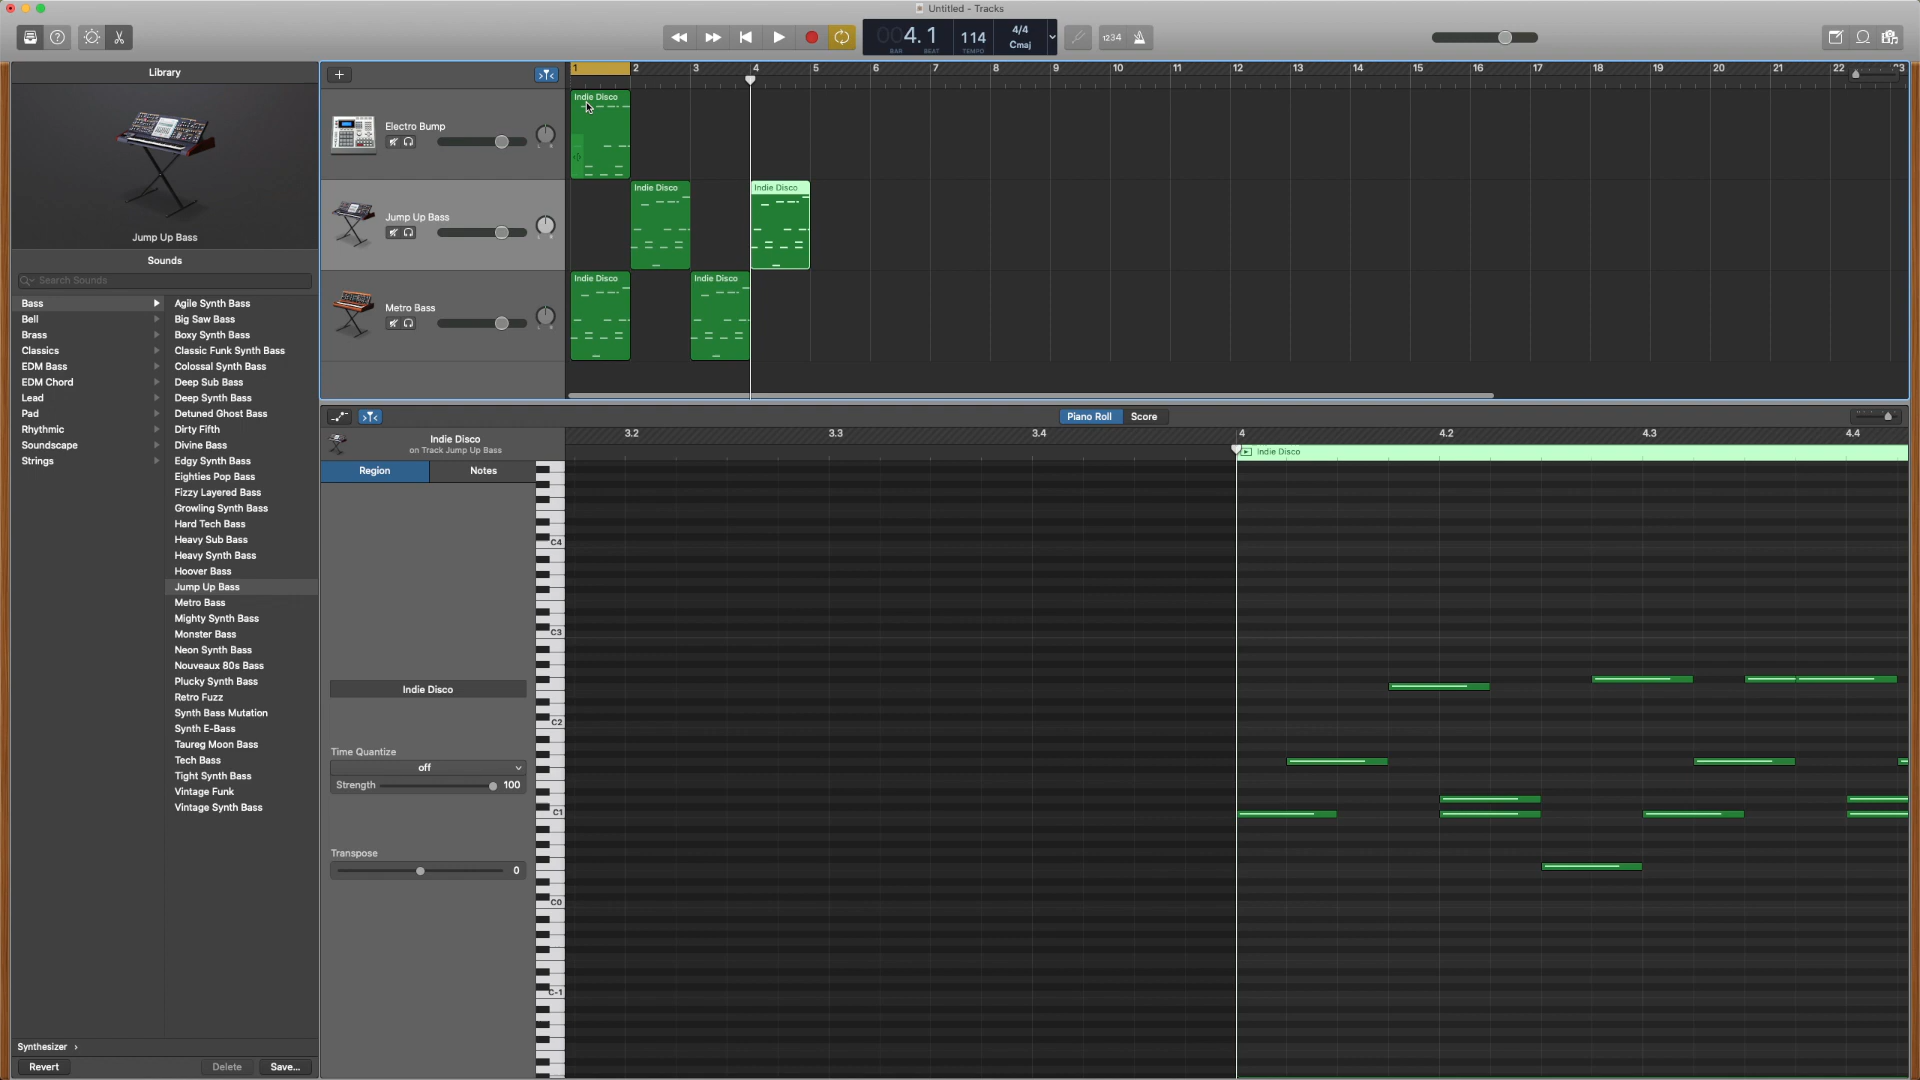 Untitled - Tracks
004. 1
BAR
BEAT
114
TEMPO
4/4
Cmaj
1234
Library
Jump Up Bass
Sounds
Search Sounds
Bass
Bell
Brass
Classics
EDM Bass
EDM Chord
Lead
Pad
Rhythmic
Soundscape
Strings
Agile Synth Bass
Big Saw Bass
Boxy Synth Bass
Classic Funk Synth Bass
Colossal Synth Bass
Deep Sub Bass
Deep Synth Bass
Detuned Ghost Bass
Dirty Fifth
Divine Bass
Edgy Synth Bass
Eighties Pop Bass
Fizzy Layered Bass
Growling Synth Bass
Hard Tech Bass
Heavy Sub Bass
Heavy Synth Bass
Hoover Bass
Jump Up Bass
Metro Bass
Mighty Synth Bass
Monster Bass
Neon Synth Bass
Nouveaux 80s Bass
Plucky Synth Bass
Retro Fuzz
Synth Bass Mutation
Synth E-Bass
Taureg Moon Bass
Tech Bass
Tight Synth Bass
Vintage Funk
Vintage Synth Bass
Synthesizer ›
Revert
Delete
Save...
1 2 3 4 5 6 7 8 9 10 11 12 13 14 15 16 17 18 19 20 21 22 23
Electro Bump
L R
Indie Disco
Jump Up Bass
L R
Indie Disco
Indie Disco
Metro Bass
L R
Indie Disco
Indie Disco
Piano Roll
Score
Indie Disco
on Track Jump Up Bass
3.2 3.3 3.4 4 4.2 4.3 4.4
Indie Disco
Region
Notes
Indie Disco
Time Quantize
off
Strength
100
Transpose
0
C4
C3
C2
C1
C0
C-1